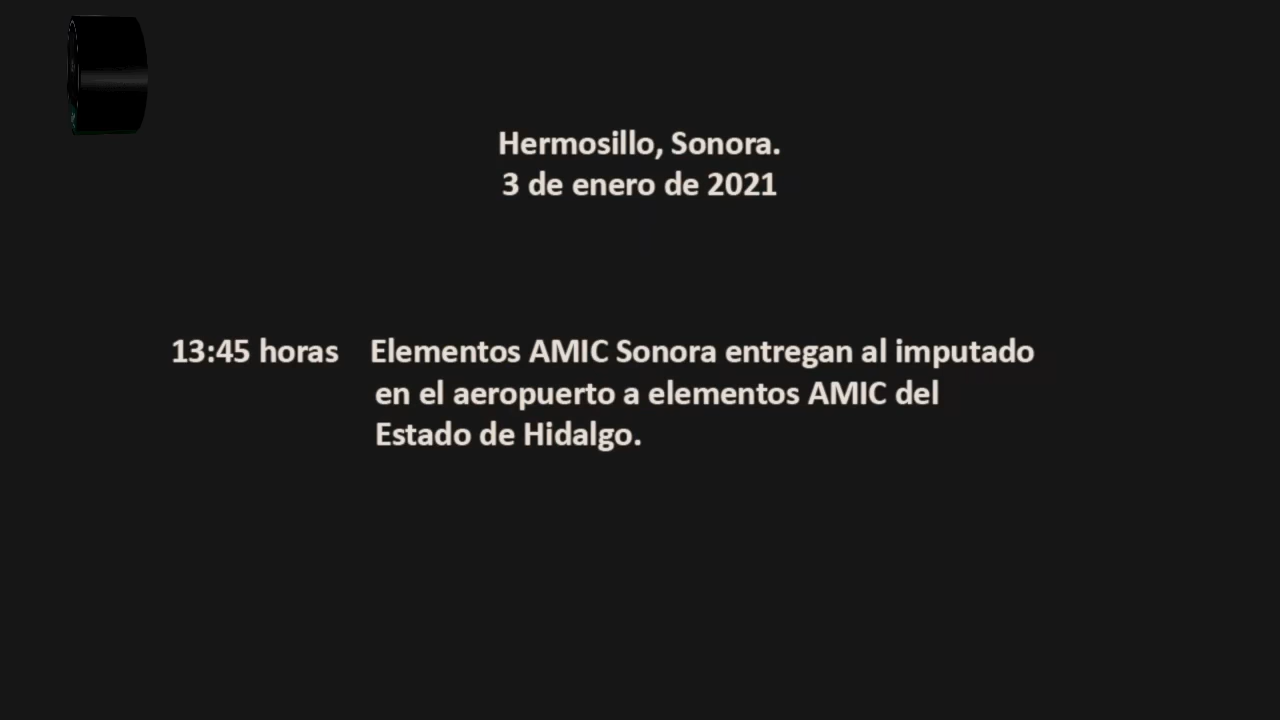 Hermosillo, Sonora.
3 de enero de 2021
13:45 horas Elementos AMIC Sonora entregan al imputado
en el aeropuerto a elementos AMIC del
Estado de Hidalgo.